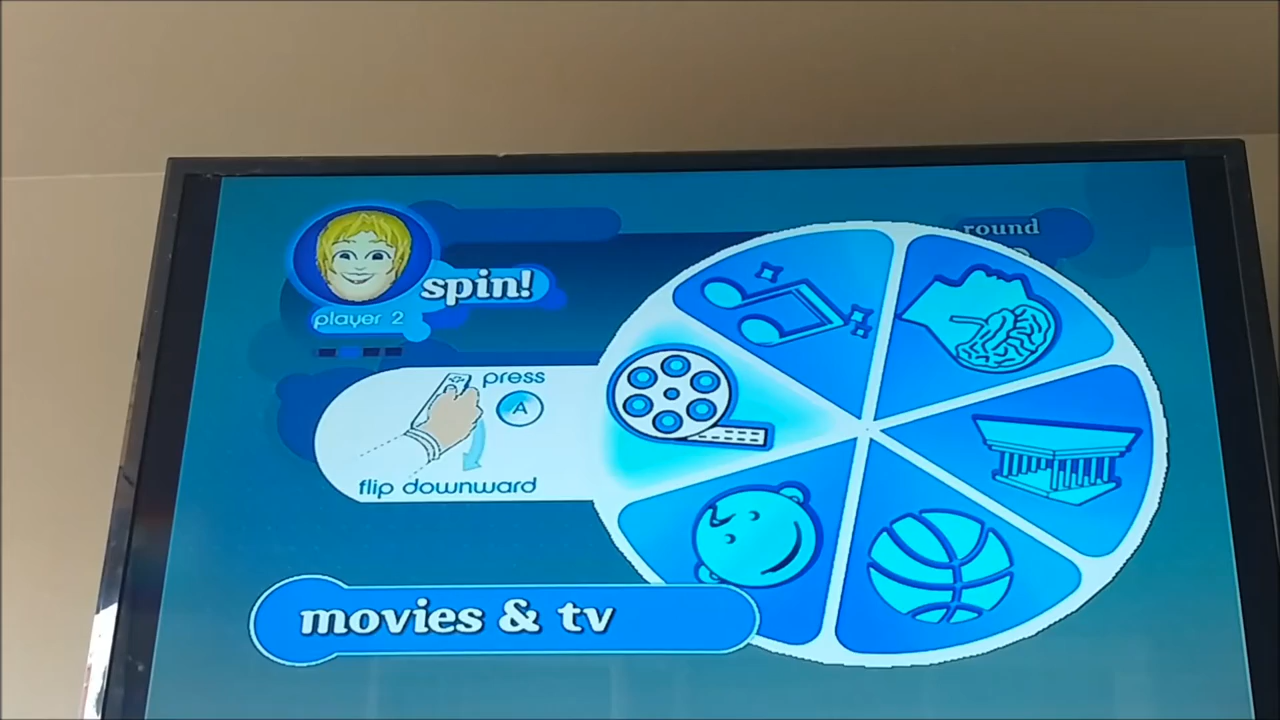 round
spin!
player 2
press
A
flip downward
movies & tv